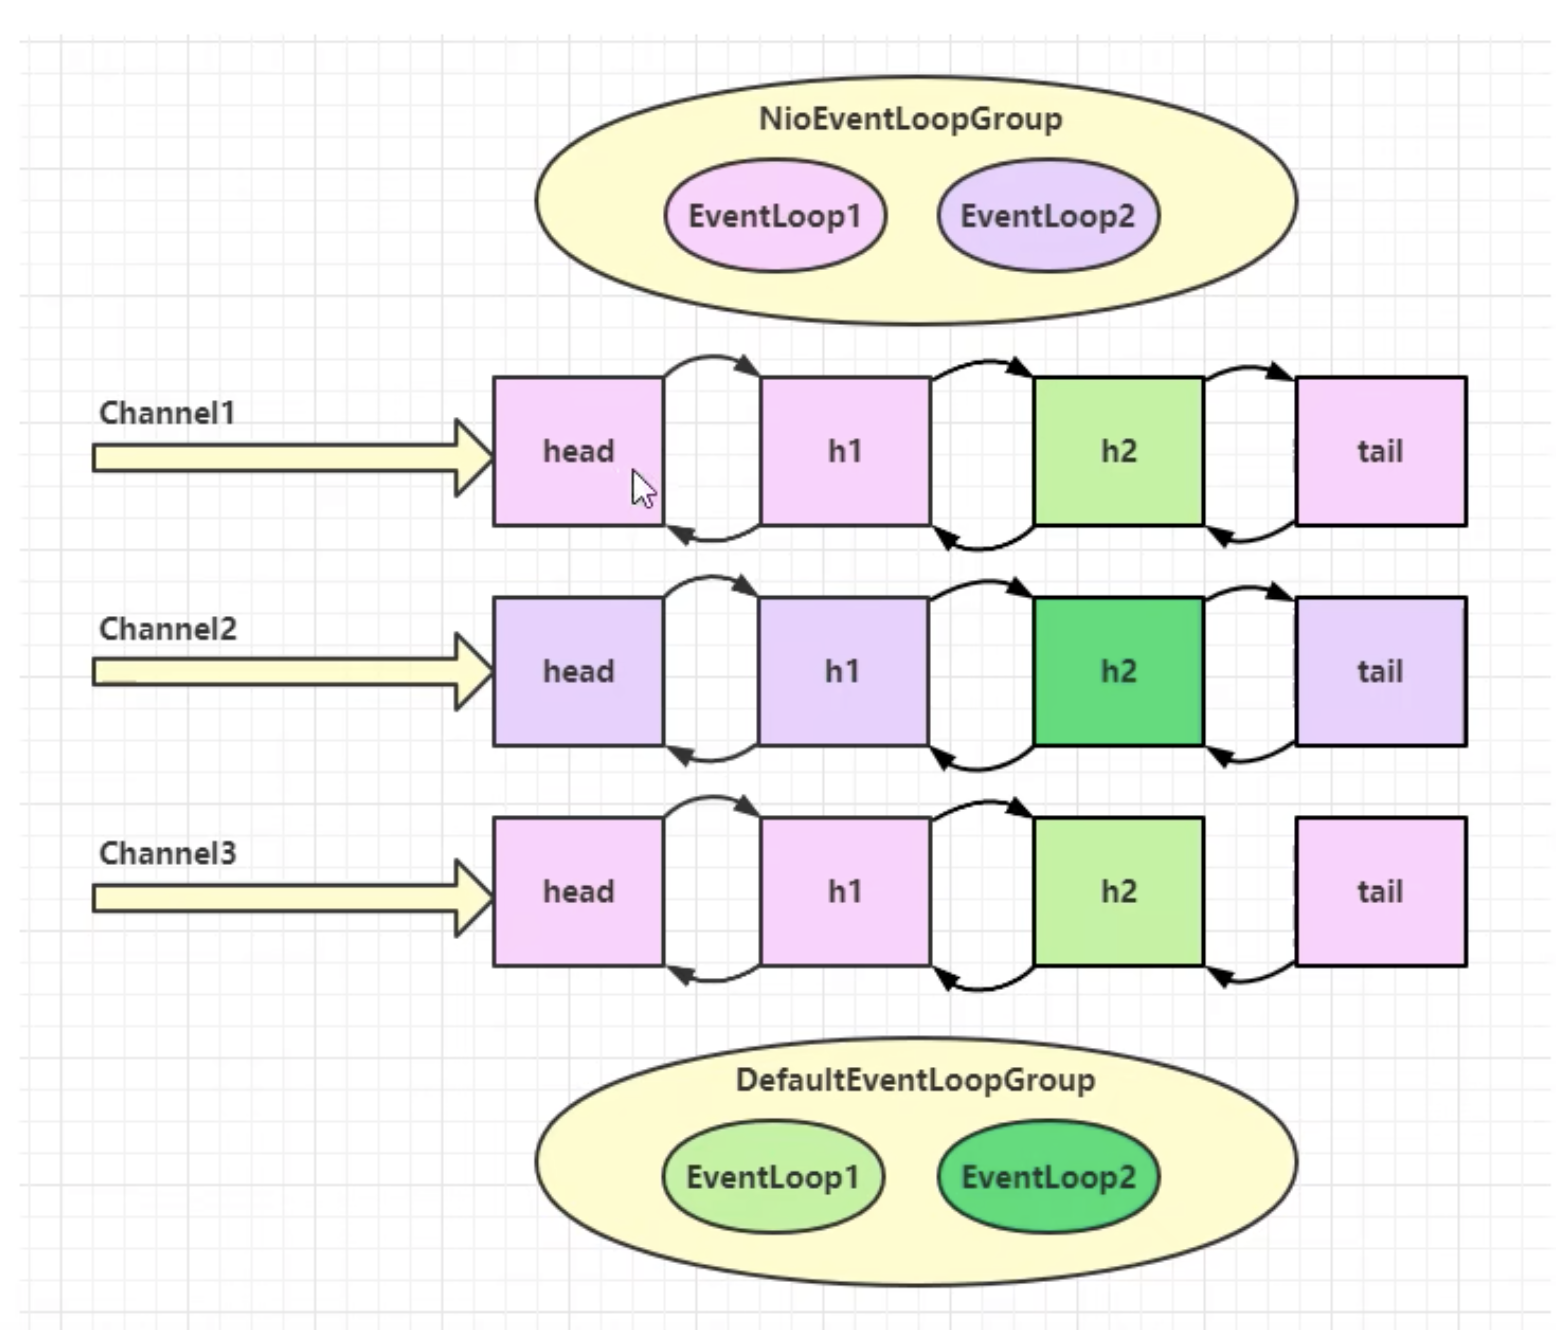 NioEventLoopGroup
EventLoop1 EventLoop2
Channel1
head h1 h2 tail
Channel2
head h1 h2 tail
Channel3
head h1 h2 tail
DefaultEventLoopGroup
EventLoop1 EventLoop2